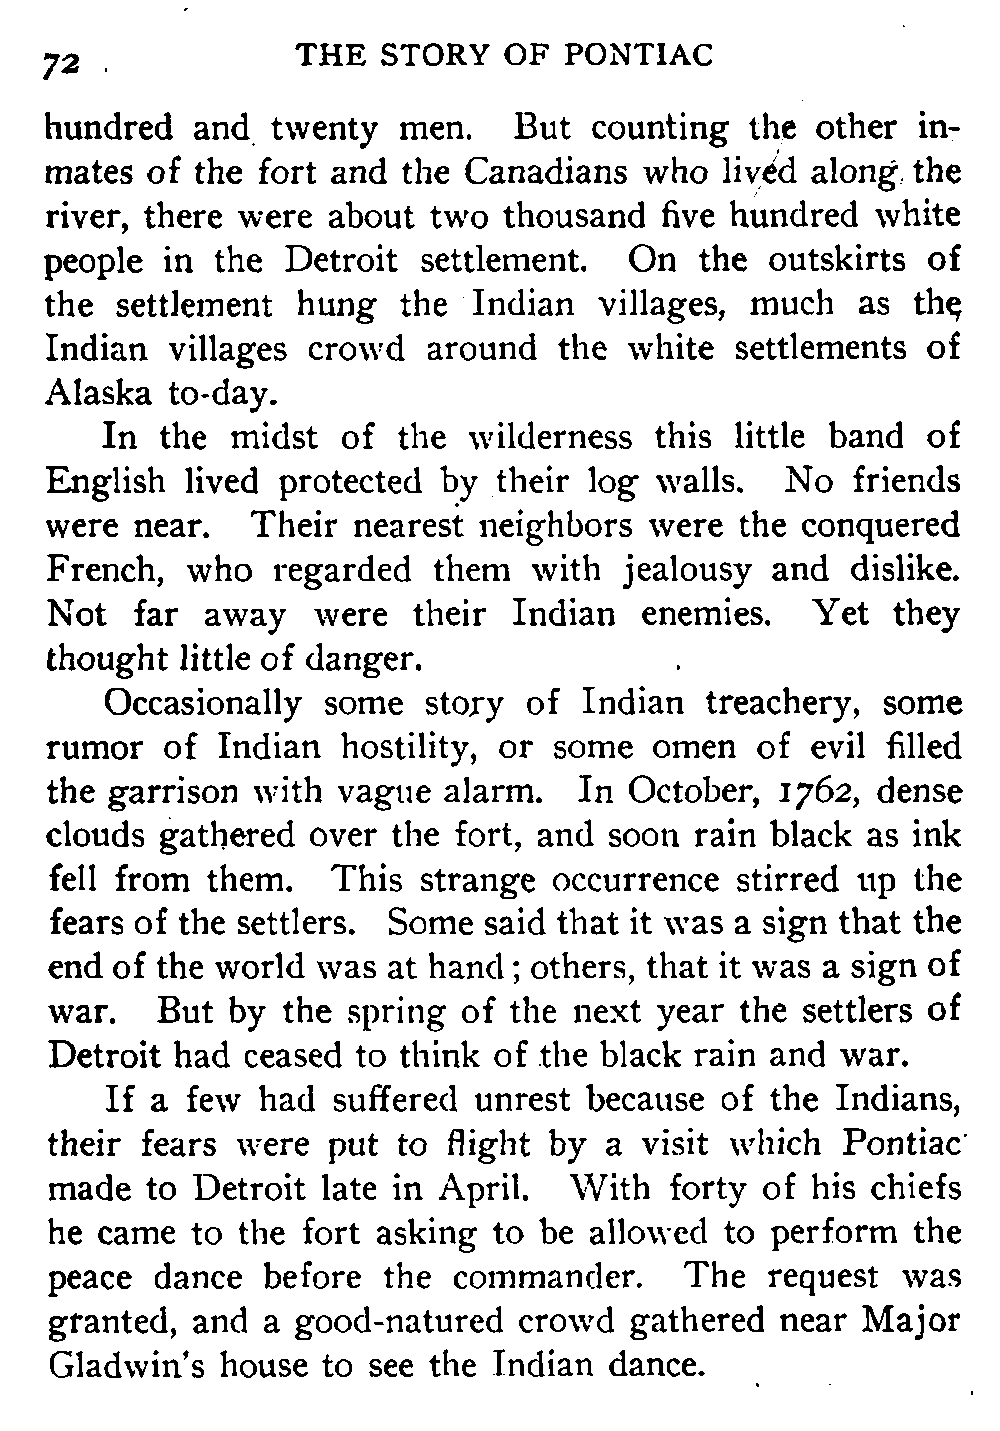 72 THE STORY OF PONTIAC
hundred and twenty men. But counting the other in-
mates of the fort and the Canadians who lived along the
river, there were about two thousand five hundred white
people in the Detroit settlement. On the outskirts of
the settlement hung the Indian villages, much as the
Indian villages crowd around the white settlements of
Alaska to-day.
In the midst of the wilderness this little band of
English lived protected by their log walls. No friends
were near. Their nearest neighbors were the conquered
French, who regarded them with jealousy and dislike.
Not far away were their Indian enemies. Yet they
thought little of danger.
Occasionally some story of Indian treachery, some
rumor of Indian hostility, or some omen of evil filled
the garrison with vague alarm. In October, 1762, dense
clouds gathered over the fort, and soon rain black as ink
fell from them. This strange occurrence stirred up the
fears of the settlers. Some said that it was a sign that the
end of the world was at hand; others, that it was a sign of
war. But by the spring of the next year the settlers of
Detroit had ceased to think of the black rain and war.
If a few had suffered unrest because of the Indians,
their fears were put to flight by a visit which Pontiac
made to Detroit late in April. With forty of his chiefs
he came to the fort asking to be allowed to perform the
peace dance before the commander. The request was
granted, and a good-natured crowd gathered near Major
Gladwin's house to see the Indian dance.